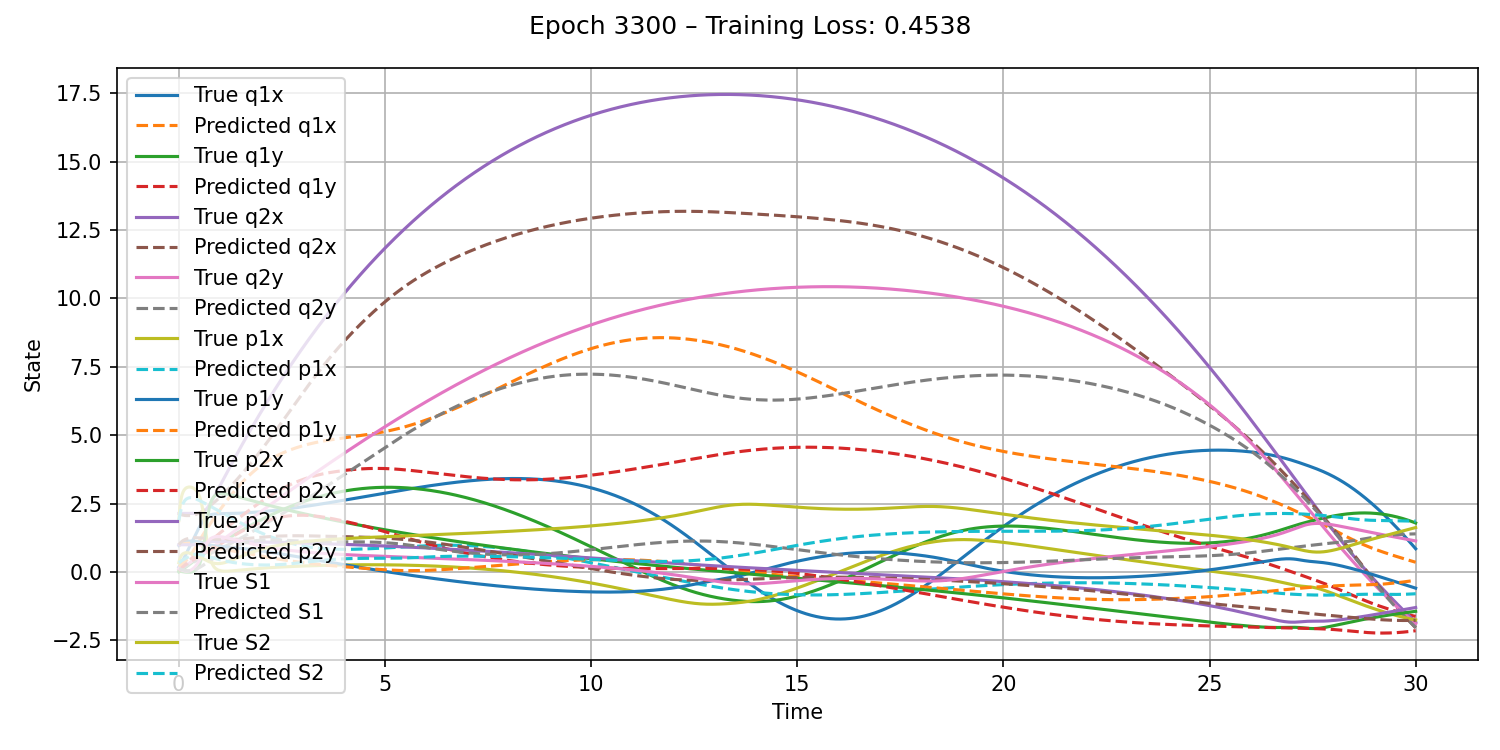 Epoch 3300 – Training Loss: 0.4538
17.5
15.0
12.5
10.0
7.5
5.0
2.5
0.0
−2.5
State
True q1x
Predicted q1x
True q1y
Predicted q1y
True q2x
Predicted q2x
True q2y
Predicted q2y
True p1x
Predicted p1x
True p1y
Predicted p1y
True p2x
Predicted p2x
True p2y
Predicted p2y
True S1
Predicted S1
True S2
Predicted S2
0 5 10 15 20 25 30
Time